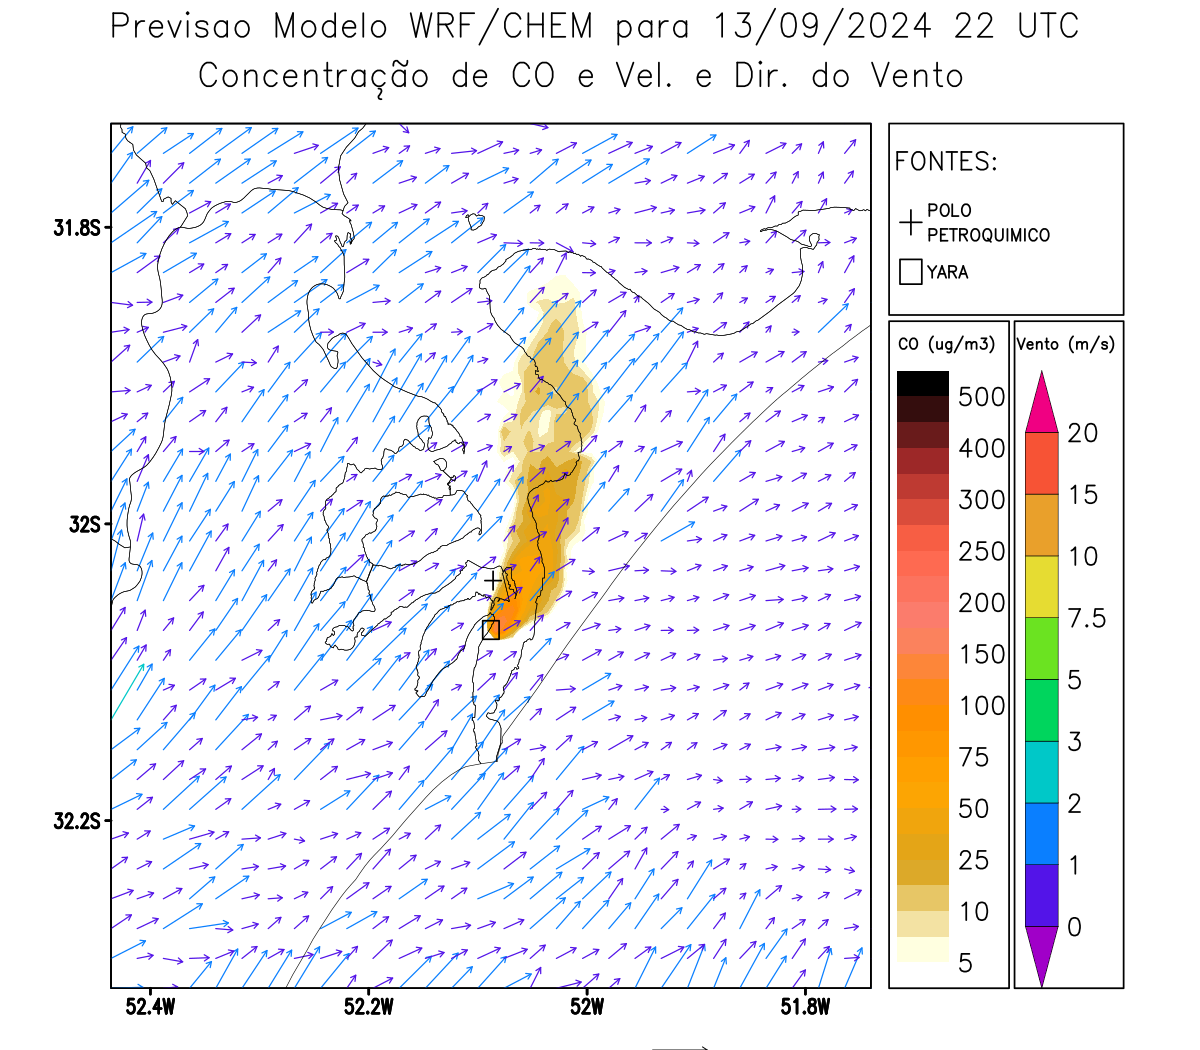 Previsao Modelo WRF/CHEM para 13/09/2024 22 UTC
Concentração de CO e Vel. e Dir. do Vento
FONTES:
POLO
PETROQUIMICO
YARA
31.8S
32S
32.2S
52.4W
52.2W
52W
51.8W
CO (ug/m3)
500
400
300
250
200
150
100
75
50
25
10
5
Vento (m/s)
20
15
10
7.5
5
3
2
1
0